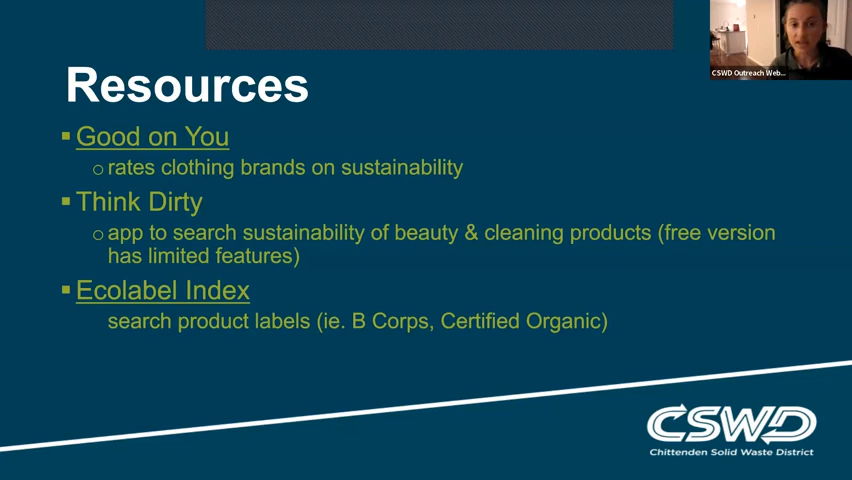 CSWD Outreach Web...
Resources
Good on You
rates clothing brands on sustainability
Think Dirty
app to search sustainability of beauty & cleaning products (free version
has limited features)
Ecolabel Index
search product labels (ie. B Corps, Certified Organic)
CSWD
Chittenden Solid Waste District